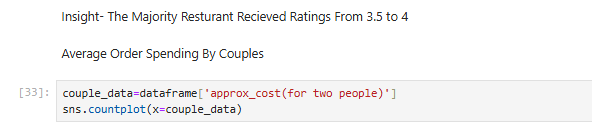 Insight- The Majority Resturant Recieved Ratings From 3.5 to 4
Average Order Spending By Couples
[33]: couple_data=dataframe['approx_cost(for two people)']
sns.countplot(x=couple_data)